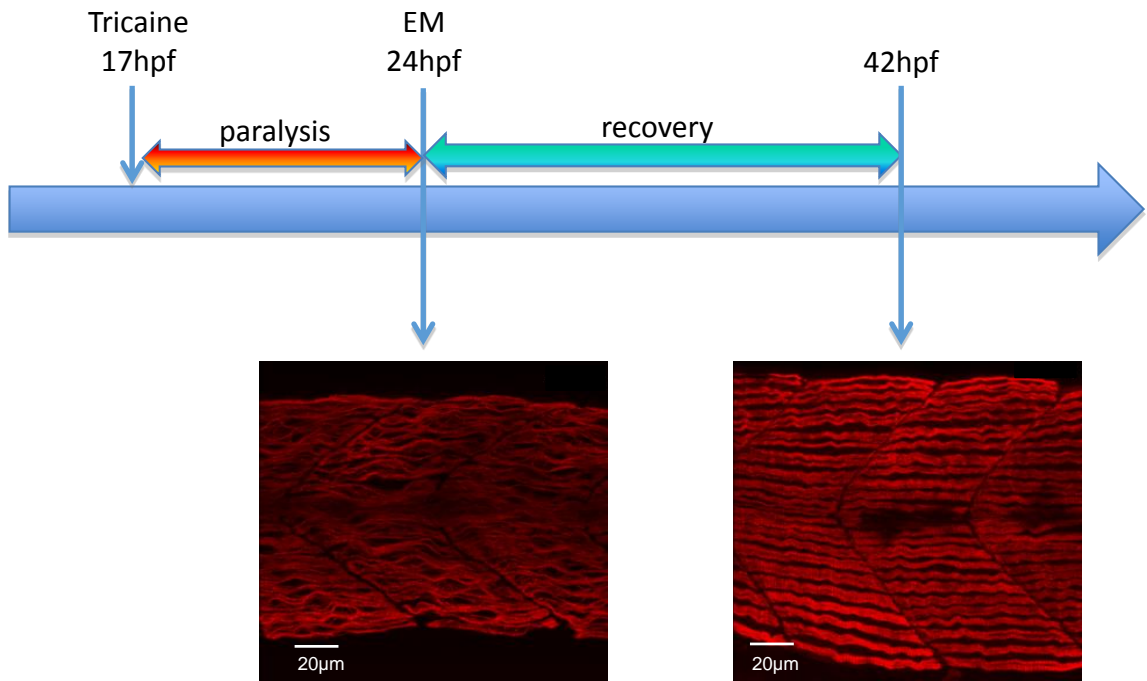 Tricaine
17hpf
EM
24hpf
42hpf
paralysis
recovery
20µm
20µm